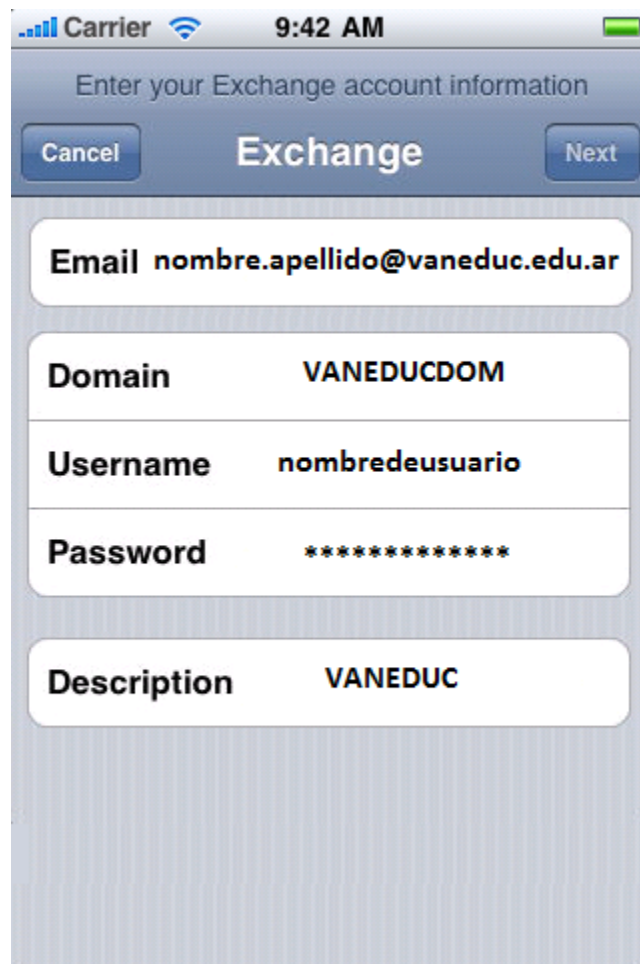 Carrier 9:42 AM
Enter your Exchange account information
Cancel Exchange Next
Email nombre.apellido@vaneduc.edu.ar
Domain VANEDUCDOM
Username nombredeusuario
Password *************
Description VANEDUC